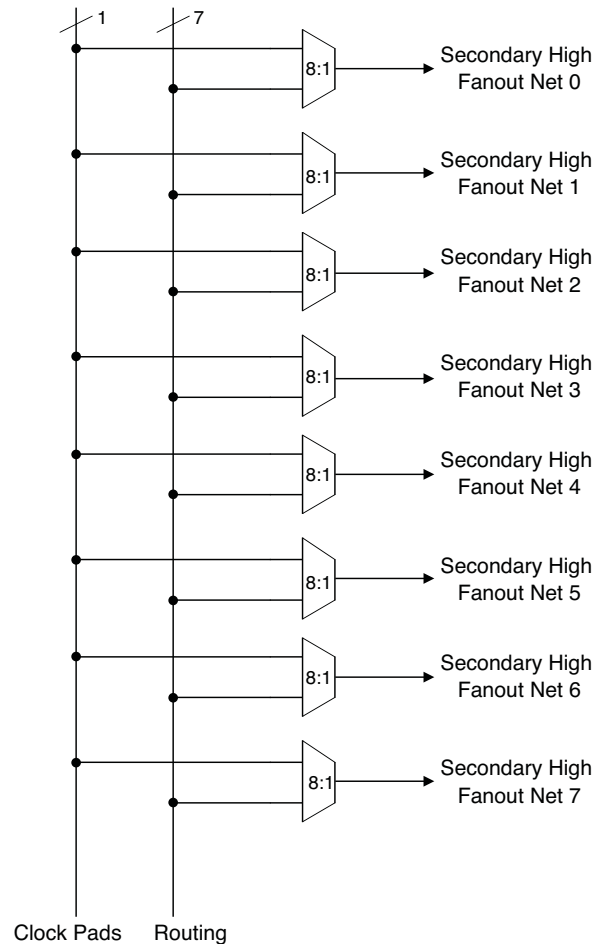 1
7
8:1
Secondary High
Fanout Net 0
8:1
Secondary High
Fanout Net 1
8:1
Secondary High
Fanout Net 2
8:1
Secondary High
Fanout Net 3
8:1
Secondary High
Fanout Net 4
8:1
Secondary High
Fanout Net 5
8:1
Secondary High
Fanout Net 6
8:1
Secondary High
Fanout Net 7
Clock Pads
Routing